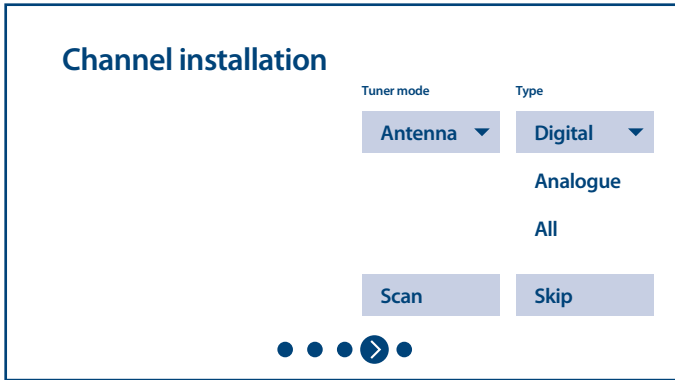 Channel installation
Tuner mode Type
Antenna Digital
Analogue
All
Scan Skip